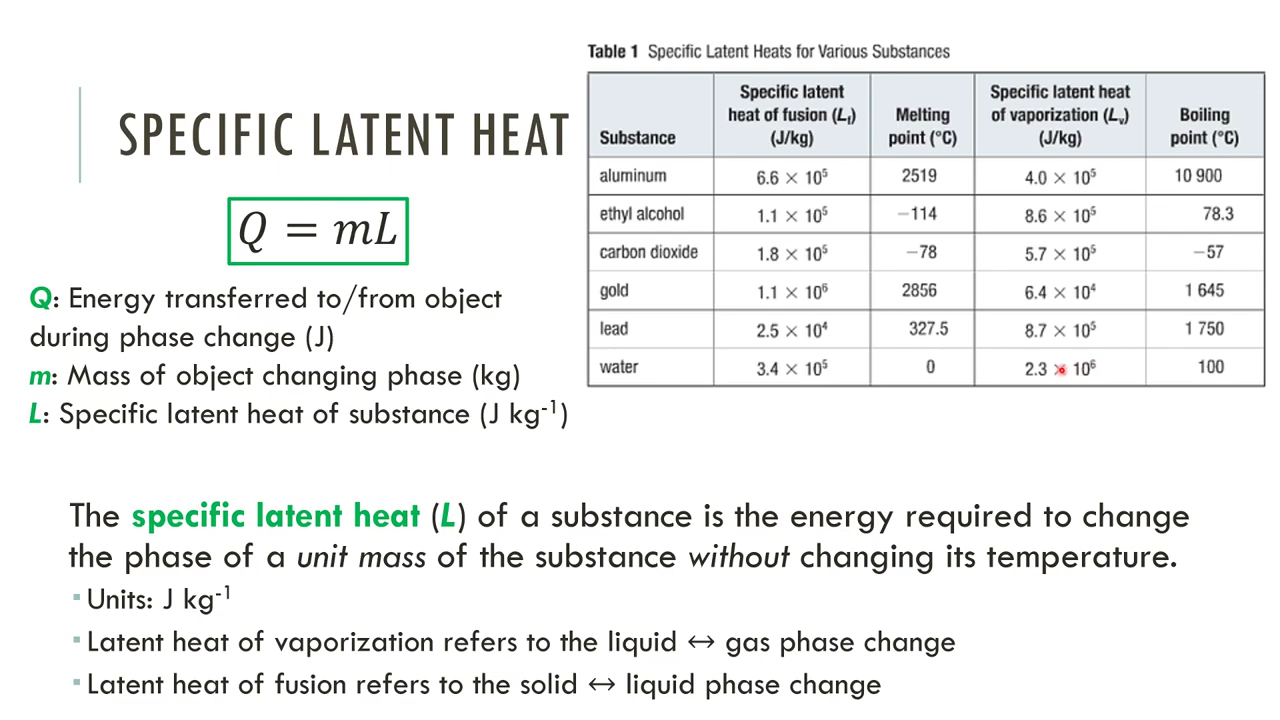 SPECIFIC LATENT HEAT
Q = mL
Q: Energy transferred to/from object
during phase change (J)
m: Mass of object changing phase (kg)
L: Specific latent heat of substance (J kg⁻¹)
Table 1 Specific Latent Heats for Various Substances
Substance | Specific latent heat of fusion (Lf) (J/kg) | Melting point (°C) | Specific latent heat of vaporization (Lv) (J/kg) | Boiling point (°C)
aluminum | 6.6 × 10⁵ | 2519 | 4.0 × 10⁵ | 10 900
ethyl alcohol | 1.1 × 10⁵ | −114 | 8.6 × 10⁵ | 78.3
carbon dioxide | 1.8 × 10⁵ | −78 | 5.7 × 10⁵ | −57
gold | 1.1 × 10⁶ | 2856 | 6.4 × 10⁴ | 1 645
lead | 2.5 × 10⁴ | 327.5 | 8.7 × 10⁵ | 1 750
water | 3.4 × 10⁵ | 0 | 2.3 × 10⁶ | 100
The specific latent heat (L) of a substance is the energy required to change
the phase of a unit mass of the substance without changing its temperature.
▪ Units: J kg⁻¹
▪ Latent heat of vaporization refers to the liquid ↔ gas phase change
▪ Latent heat of fusion refers to the solid ↔ liquid phase change